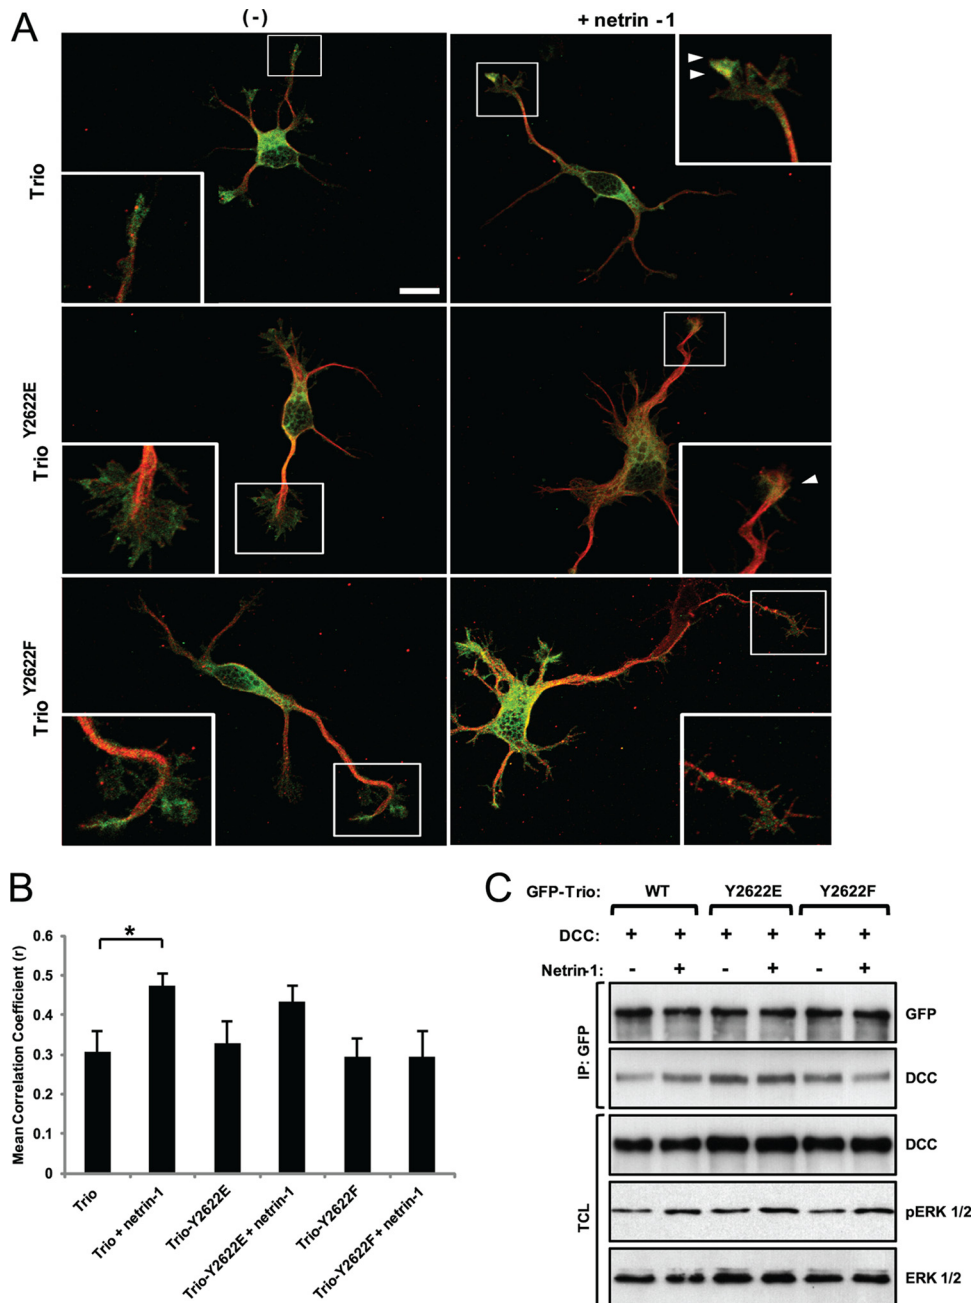 A
(-)
+ netrin -1
Trio
Trio Y2622E
Trio Y2622F
B
Mean Correlation Coefficient (r)
0.6
0.5
0.4
0.3
0.2
0.1
0
*
Trio
Trio + netrin-1
Trio-Y2622E
Trio-Y2622E + netrin-1
Trio-Y2622F
Trio-Y2622F + netrin-1
C
GFP-Trio: WT Y2622E Y2622F
DCC: + + + + + +
Netrin-1: - + - + - +
IP: GFP
GFP
DCC
TCL
DCC
pERK 1/2
ERK 1/2